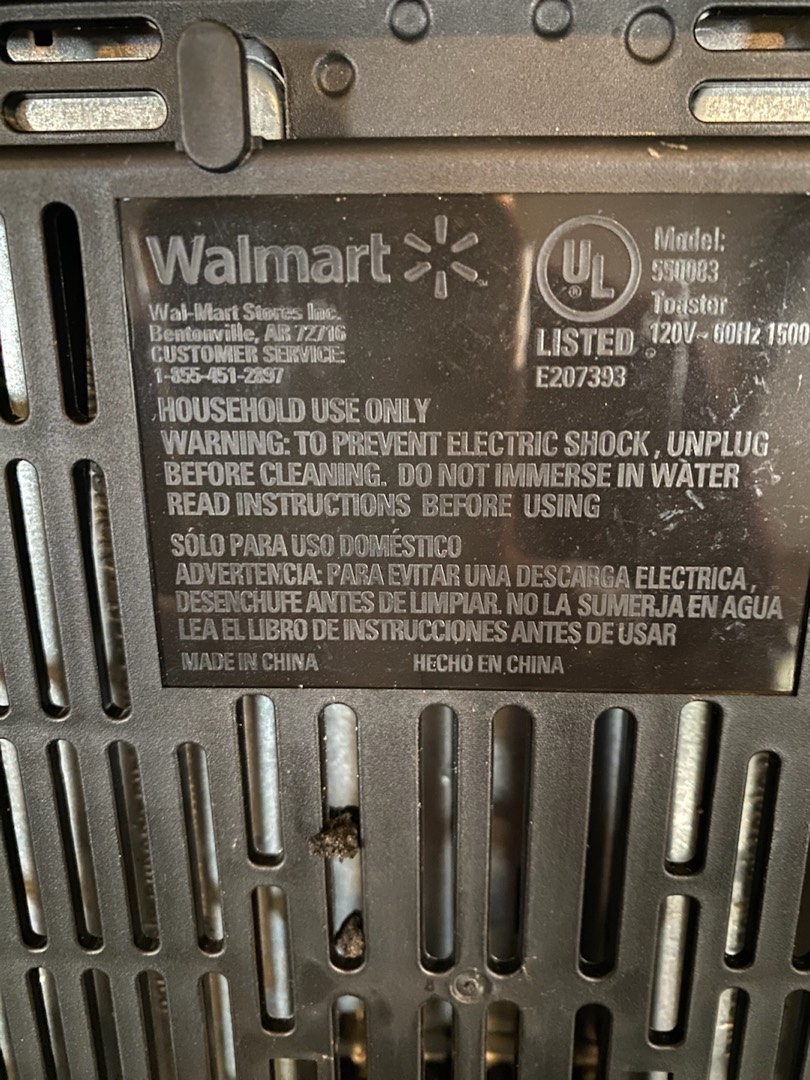 Walmart
Wal-Mart Stores Inc.
Bentonville, AR 72716
CUSTOMER SERVICE:
1-855-451-2897
UL
®
LISTED
E207393
Model:
550083
Toaster
120V~ 60Hz 1500
HOUSEHOLD USE ONLY
WARNING: TO PREVENT ELECTRIC SHOCK, UNPLUG
BEFORE CLEANING. DO NOT IMMERSE IN WATER
READ INSTRUCTIONS BEFORE USING
SÓLO PARA USO DOMÉSTICO
ADVERTENCIA: PARA EVITAR UNA DESCARGA ELECTRICA,
DESENCHUFE ANTES DE LIMPIAR. NO LA SUMERJA EN AGUA
LEA EL LIBRO DE INSTRUCCIONES ANTES DE USAR
MADE IN CHINA HECHO EN CHINA